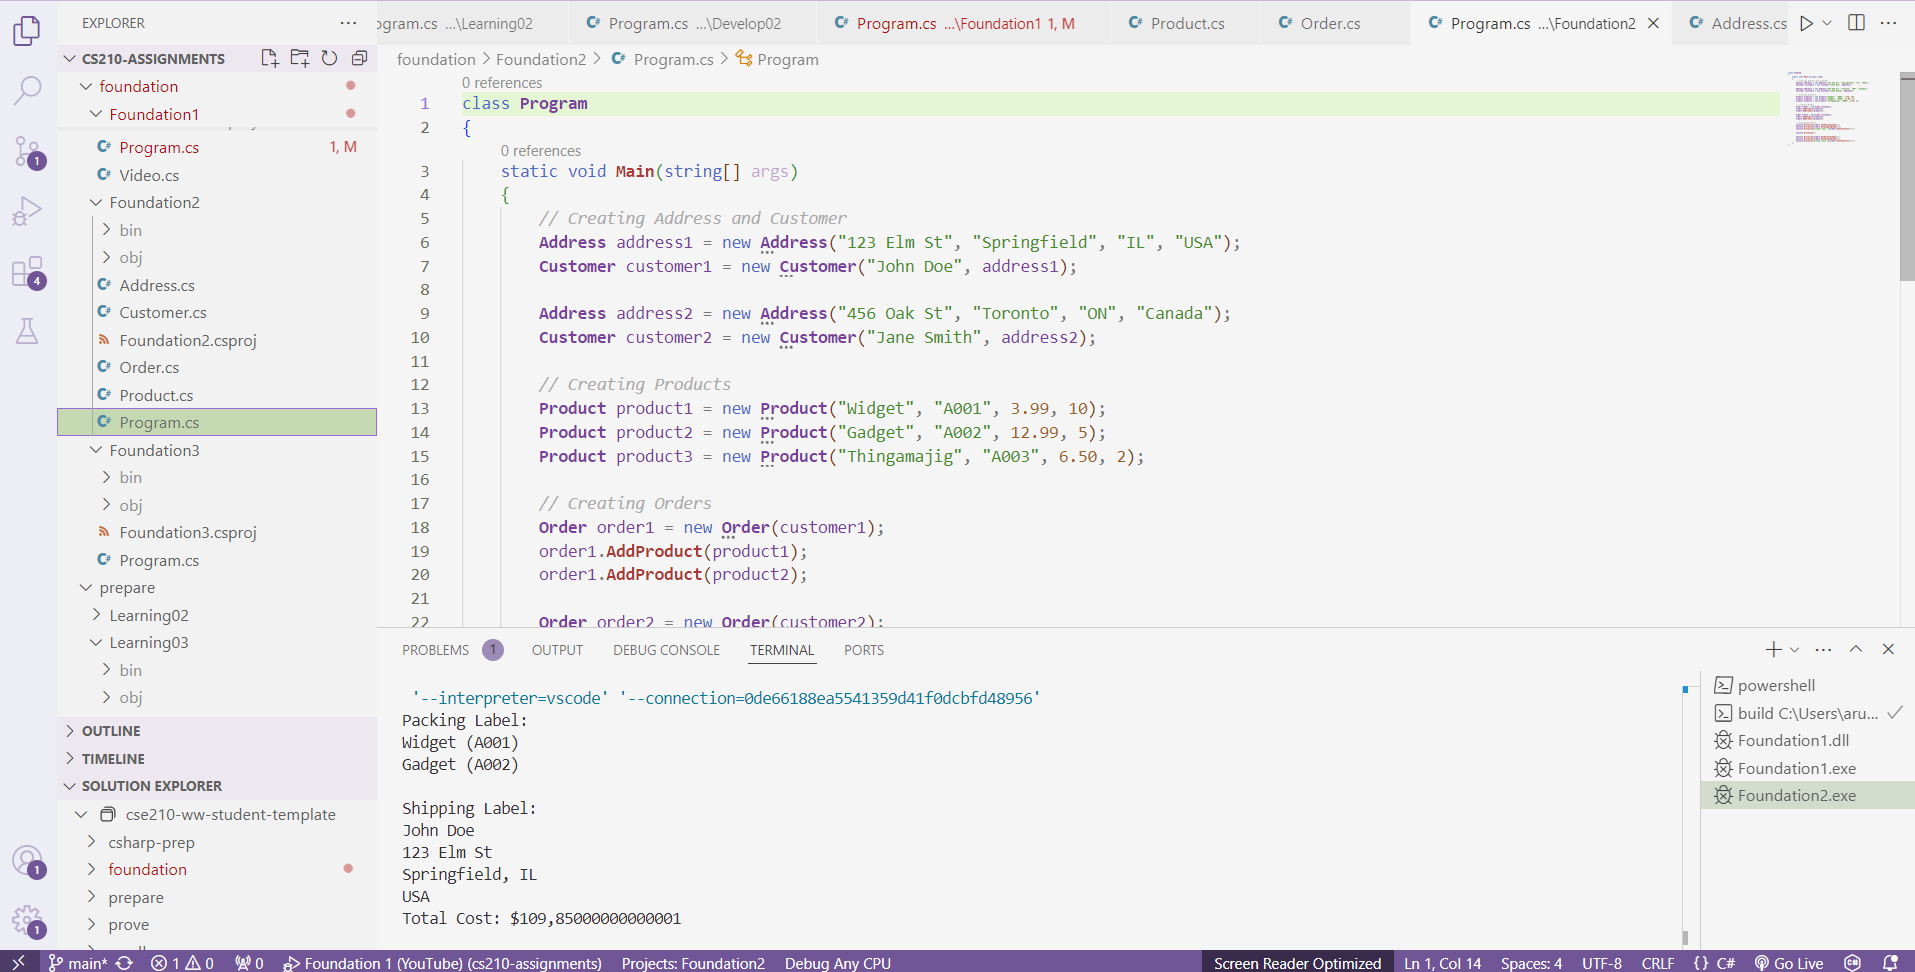 EXPLORER
CS210-ASSIGNMENTS
foundation
Foundation1
Program.cs 1, M
Video.cs
Foundation2
bin
obj
Address.cs
Customer.cs
Foundation2.csproj
Order.cs
Product.cs
Program.cs
Foundation3
bin
obj
Foundation3.csproj
Program.cs
prepare
Learning02
Learning03
bin
obj
OUTLINE
TIMELINE
SOLUTION EXPLORER
cse210-ww-student-template
csharp-prep
foundation
prepare
prove
1
4
1
1
ogram.cs ...\Learning02
Program.cs ...\Develop02
Program.cs ...\Foundation1 1, M
Product.cs
Order.cs
Program.cs ...\Foundation2
Address.cs
foundation > Foundation2 > Program.cs > Program
0 references
1 class Program
2 {
0 references
3 static void Main(string[] args)
4 {
5 // Creating Address and Customer
6 Address address1 = new Address("123 Elm St", "Springfield", "IL", "USA");
7 Customer customer1 = new Customer("John Doe", address1);
8
9 Address address2 = new Address("456 Oak St", "Toronto", "ON", "Canada");
10 Customer customer2 = new Customer("Jane Smith", address2);
11
12 // Creating Products
13 Product product1 = new Product("Widget", "A001", 3.99, 10);
14 Product product2 = new Product("Gadget", "A002", 12.99, 5);
15 Product product3 = new Product("Thingamajig", "A003", 6.50, 2);
16
17 // Creating Orders
18 Order order1 = new Order(customer1);
19 order1.AddProduct(product1);
20 order1.AddProduct(product2);
21
22 Order order2 = new Order(customer2);
PROBLEMS 1 OUTPUT DEBUG CONSOLE TERMINAL PORTS
'--interpreter=vscode' '--connection=0de66188ea5541359d41f0dcbfd48956'
Packing Label:
Widget (A001)
Gadget (A002)
Shipping Label:
John Doe
123 Elm St
Springfield, IL
USA
Total Cost: $109,85000000000001
powershell
build C:\Users\aru...
Foundation1.dll
Foundation1.exe
Foundation2.exe
main* 1 0 0 Foundation 1 (YouTube) (cs210-assignments) Projects: Foundation2 Debug Any CPU Screen Reader Optimized Ln 1, Col 14 Spaces: 4 UTF-8 CRLF {} C# Go Live